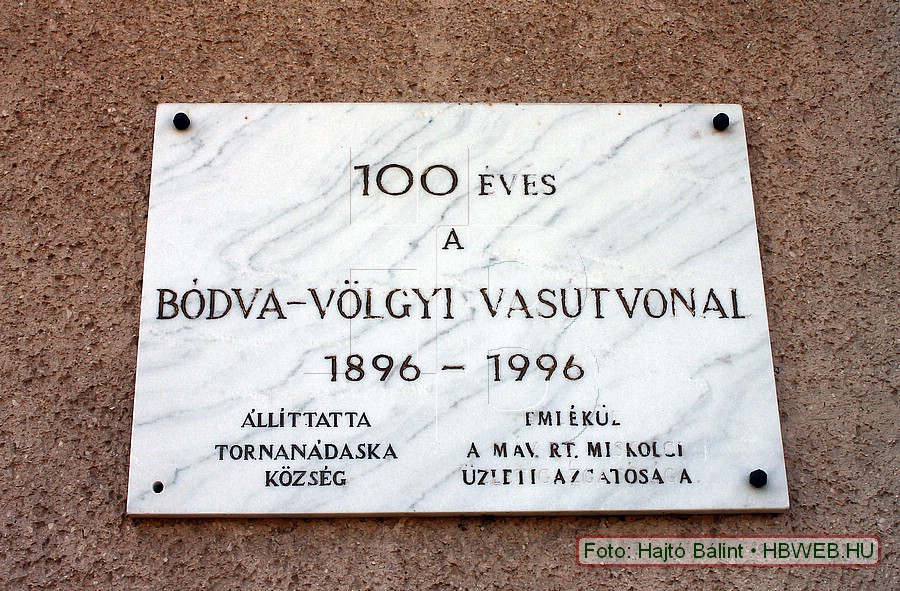 100 ÉVES
A
BÓDVA-VÖLGYI VASÚTVONAL
1896 - 1996
ÁLLÍTTATTA
TORNANÁDASKA
KÖZSÉG
EMLÉKÜL
A MÁV. RT. MISKOLCI
ÜZLETIGAZGATÓSÁGA
Foto: Hajtó Bálint • HBWEB.HU